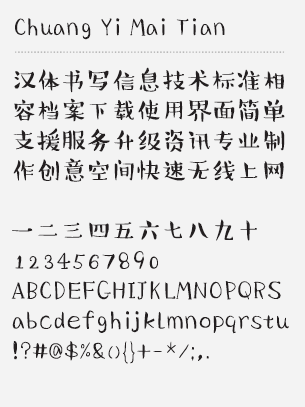 Chuang Yi Mai Tian
汉体书写信息技术标准相
容档案下载使用界面简单
支援服务升级资讯专业制
作创意空间快速无线上网
一二三四五六七八九十
1234567890
ABCDEFGHIJKLMNOPQRS
abcdefghijklmnopqrstu
!?#@$%&(){}+-*/:;,.